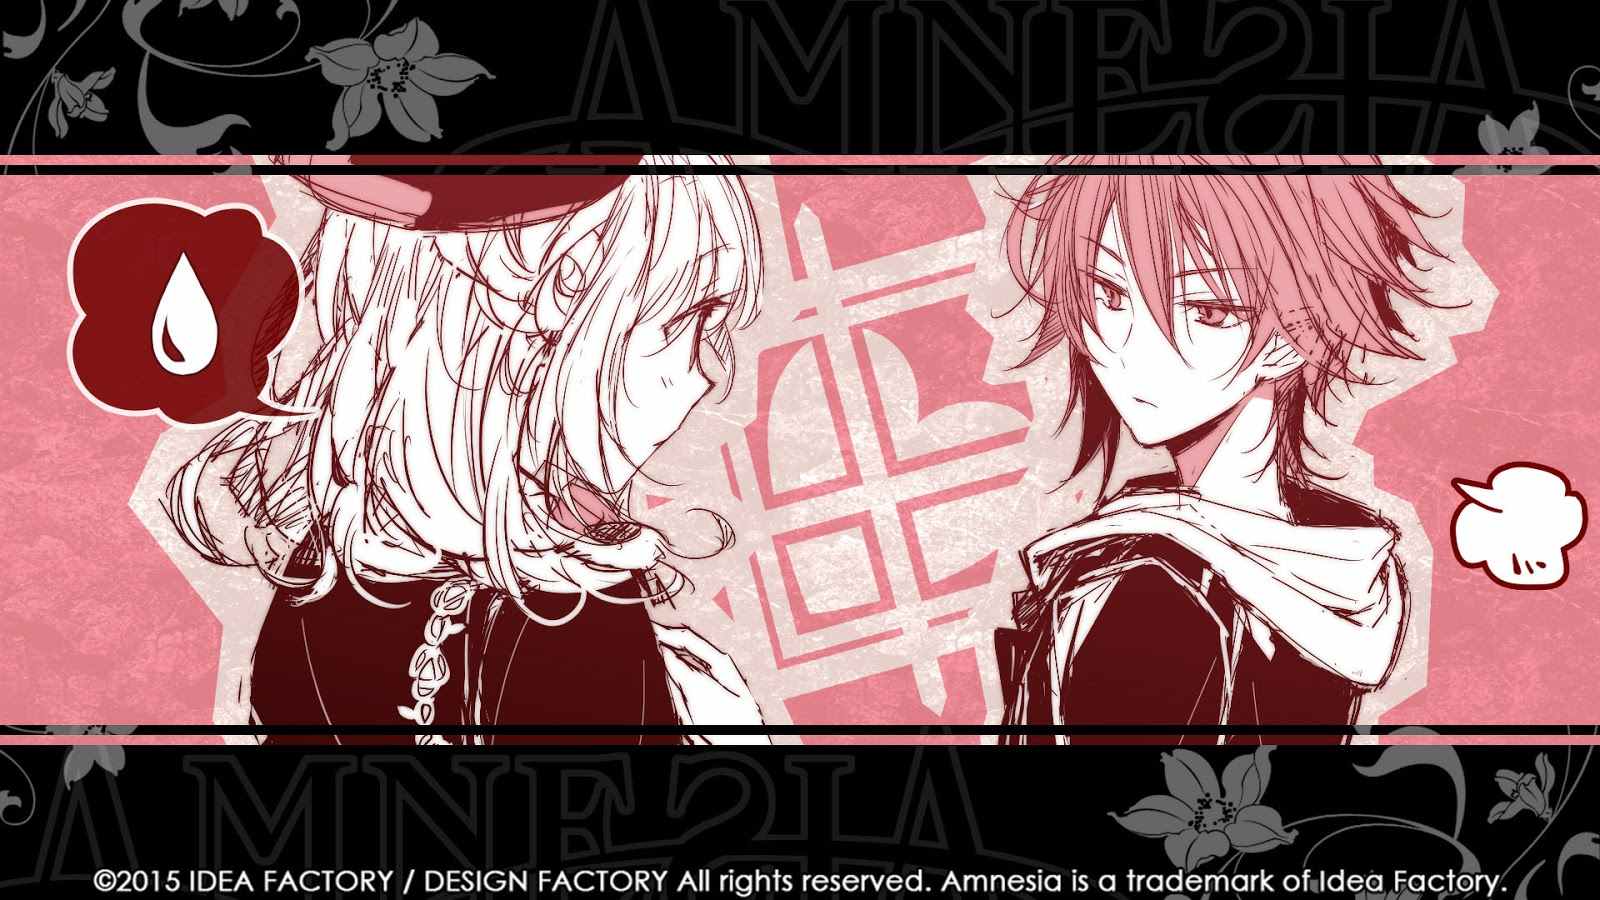 AMNESIA
AMNESIA
©2015 IDEA FACTORY / DESIGN FACTORY All rights reserved. Amnesia is a trademark of Idea Factory.